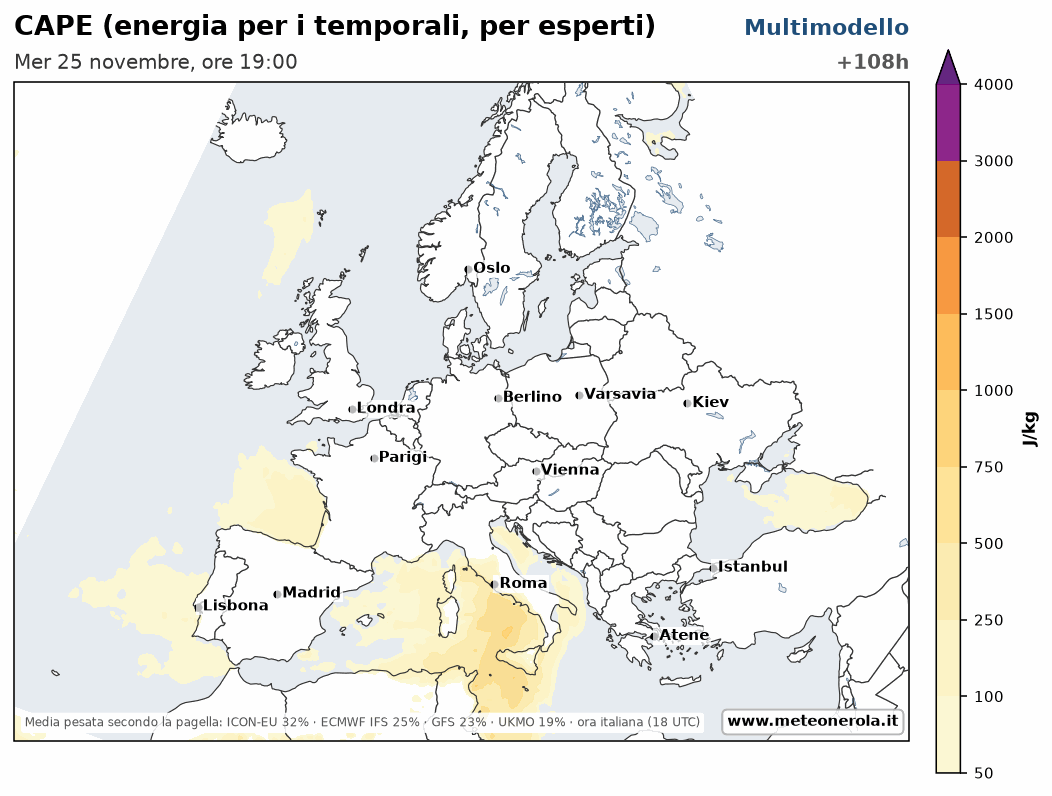 CAPE (energia per i temporali, per esperti)
Multimodello
Mer 25 novembre, ore 19:00
+108h
4000
3000
2000
1500
1000
750
500
250
100
50
J/kg
Oslo
Londra
Berlino
Varsavia
Kiev
Parigi
Vienna
Istanbul
Roma
Madrid
Lisbona
Atene
Media pesata secondo la pagella: ICON-EU 32% · ECMWF IFS 25% · GFS 23% · UKMO 19% · ora italiana (18 UTC)
www.meteonerola.it